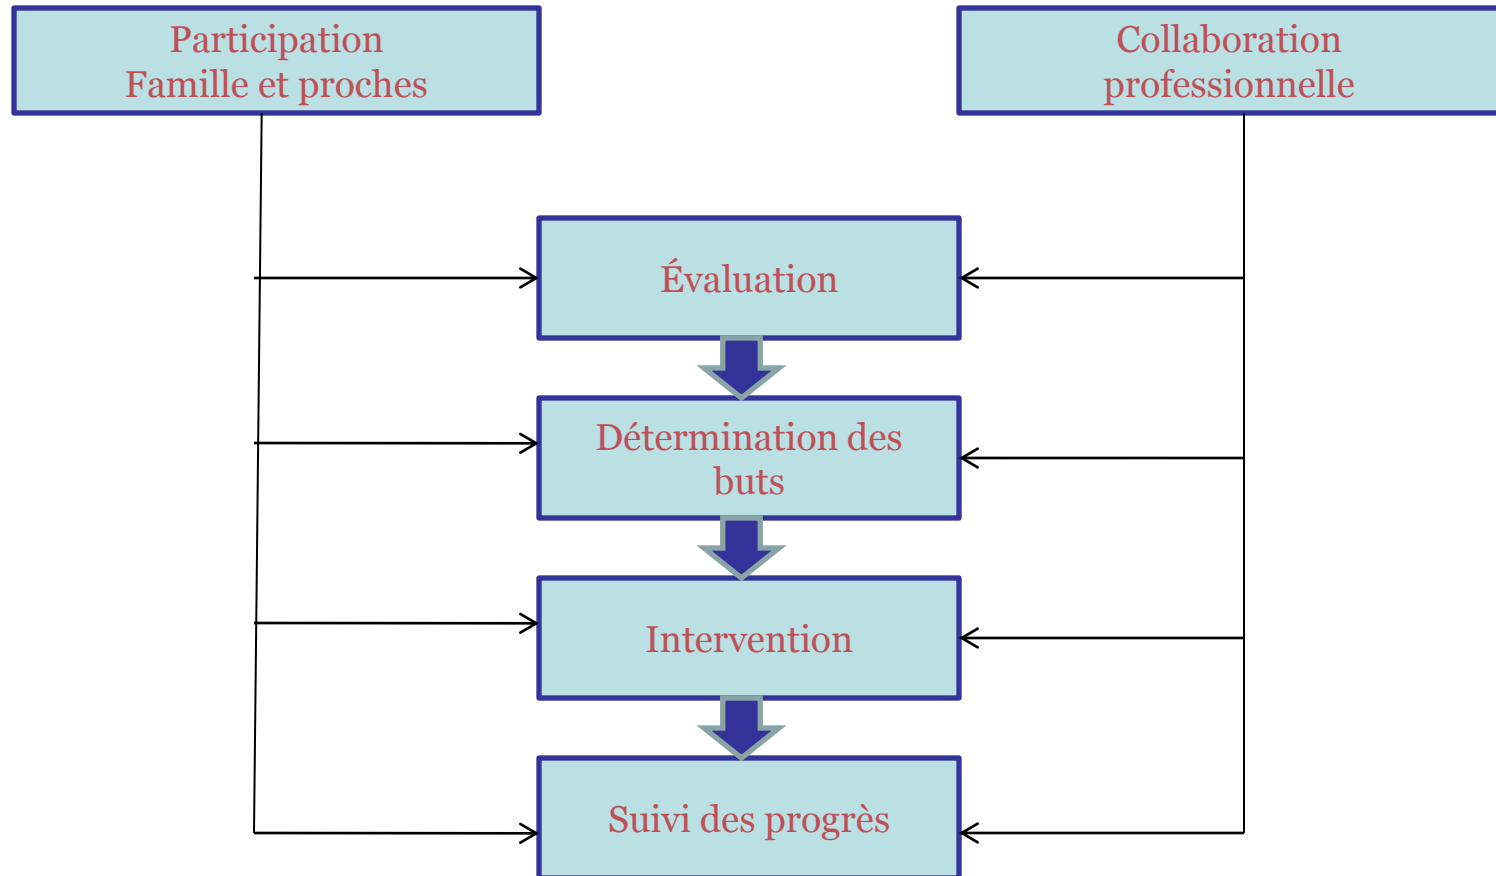 Participation
Famille et proches
Collaboration
professionnelle
Évaluation
Détermination des
buts
Intervention
Suivi des progrès